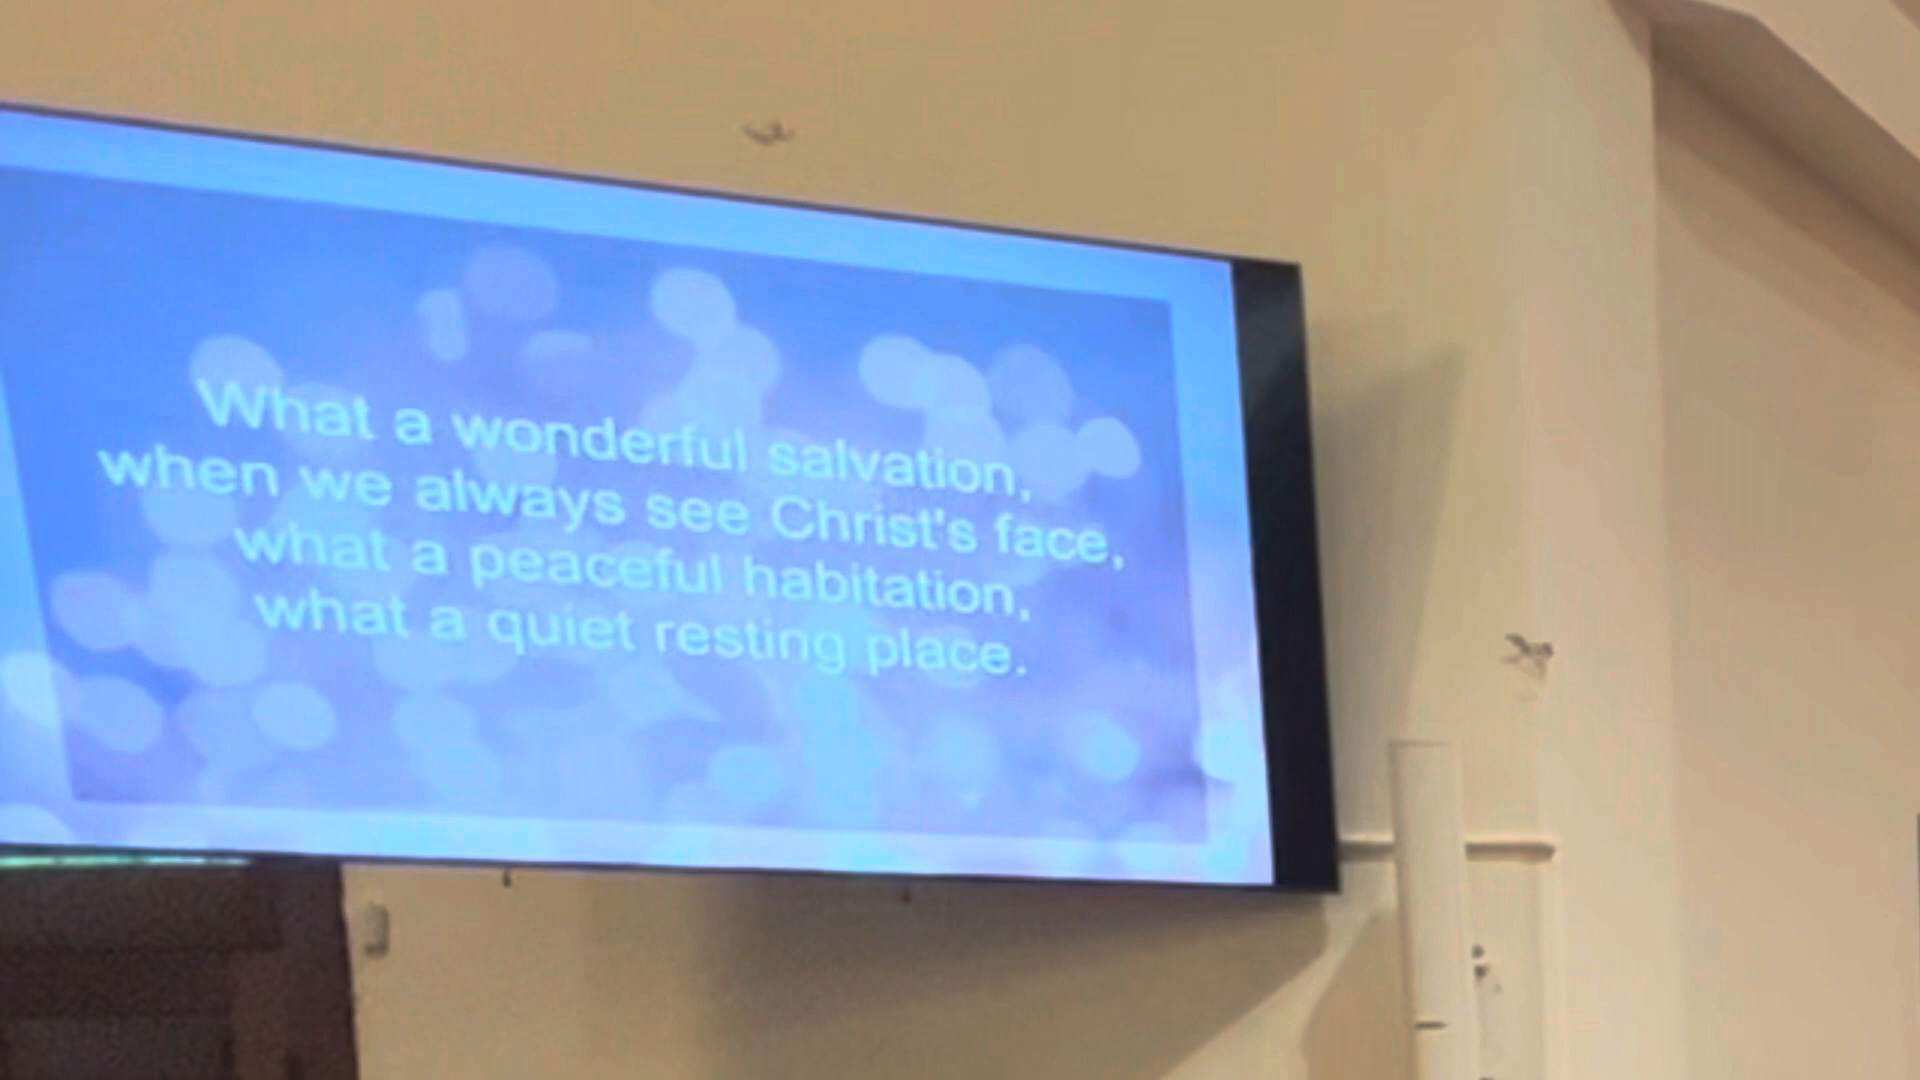 What a wonderful salvation,
when we always see Christ's face,
what a peaceful habitation,
what a quiet resting place.